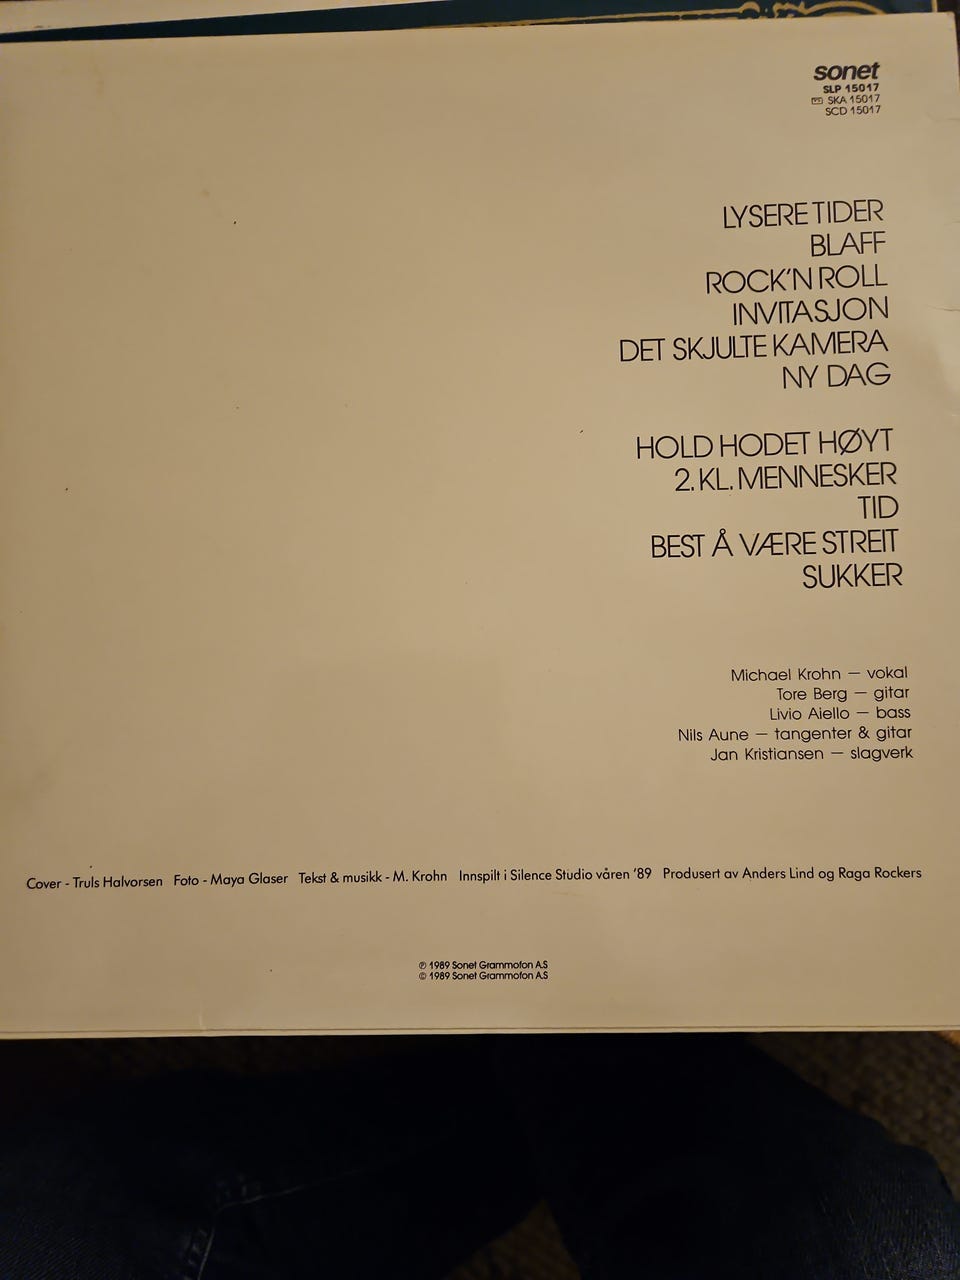 sonet
SLP 15017
SKA 15017
SCD 15017
LYSERE TIDER
BLAFF
ROCK'N ROLL
INVITASJON
DET SKJULTE KAMERA
NY DAG
HOLD HODET HØYT
2. KL. MENNESKER
TID
BEST Å VÆRE STREIT
SUKKER
Michael Krohn – vokal
Tore Berg – gitar
Livio Aiello – bass
Nils Aune – tangenter & gitar
Jan Kristiansen – slagverk
Cover - Truls Halvorsen Foto - Maya Glaser Tekst & musikk - M. Krohn Innspilt i Silence Studio våren '89 Produsert av Anders Lind og Raga Rockers
℗ 1989 Sonet Grammofon A.S
© 1989 Sonet Grammofon A.S